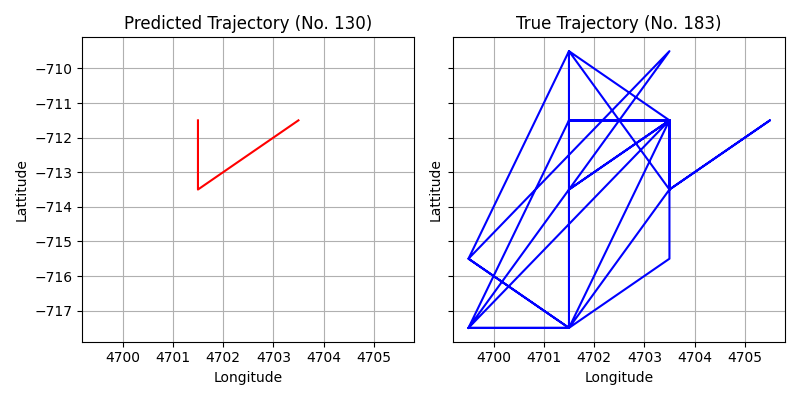 Predicted Trajectory (No. 130)
True Trajectory (No. 183)
−710
−711
−712
−713
−714
−715
−716
−717
Lattitude
Lattitude
4700 4701 4702 4703 4704 4705
4700 4701 4702 4703 4704 4705
Longitude
Longitude